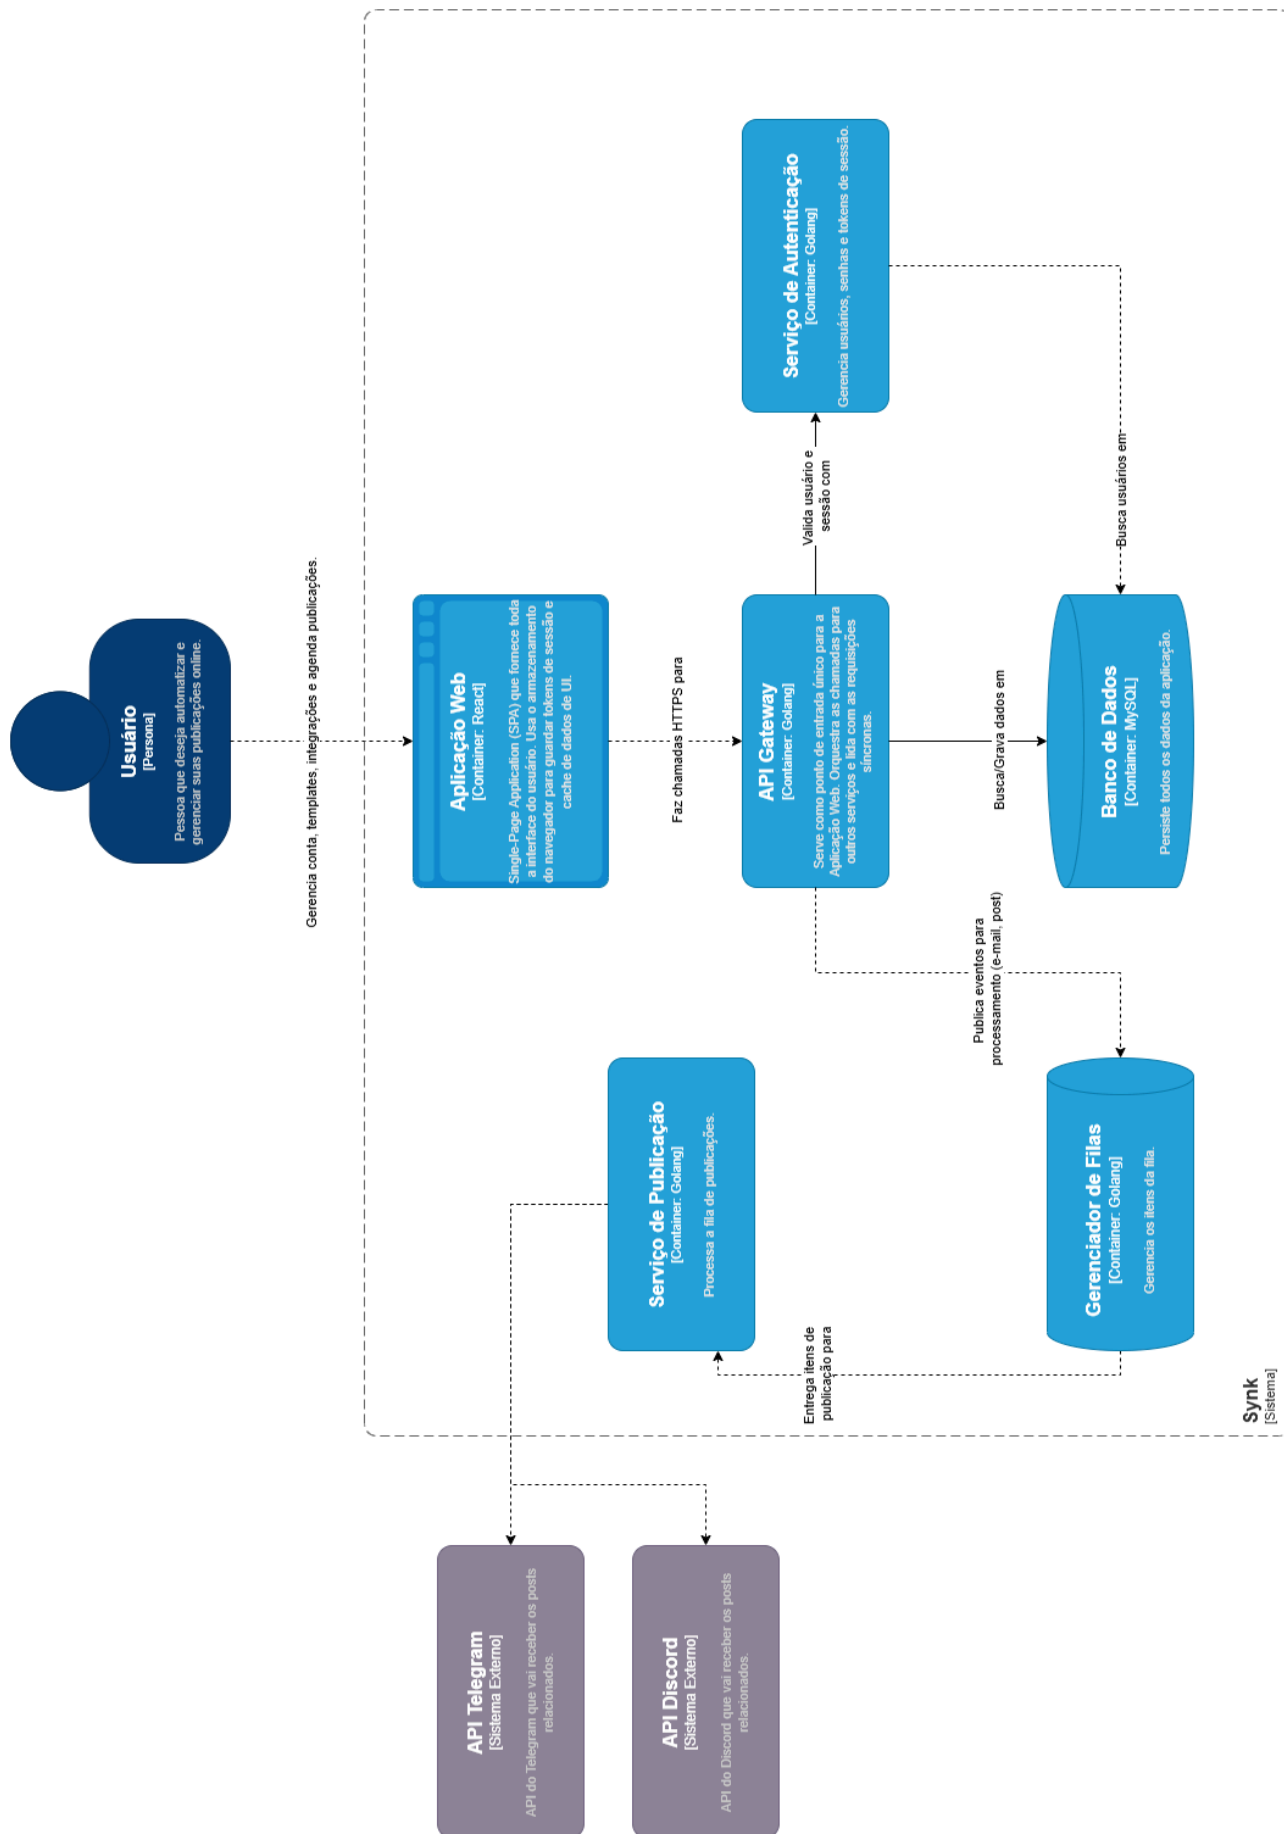 Usuário
[Persona]
Pessoa que deseja automatizar e
gerenciar suas publicações online.
Gerencia conta, templates, integrações e agenda publicações.
API Telegram
[Sistema Externo]
API do Telegram que vai receber os posts
relacionados.
Aplicação Web
[Container: React]
Single-Page Application (SPA) que fornece toda
a interface do usuário. Usa o armazenamento
do navegador para guardar tokens de sessão e
cache de dados de UI.
API Discord
[Sistema Externo]
API do Discord que vai receber os posts
relacionados.
Serviço de Publicação
[Container: Golang]
Processa a fila de publicações.
Faz chamadas HTTPS para
Entrega itens de
publicação para
API Gateway
[Container: Golang]
Serve como ponto de entrada único para a
Aplicação Web. Orquestra as chamadas para
outros serviços e lida com as requisições
síncronas.
Valida usuário e
sessão com
Serviço de Autenticação
[Container: Golang]
Gerencia usuários, senhas e tokens de sessão.
Publica eventos para
processamento (e-mail, post)
Busca/Grava dados em
Busca usuários em
Gerenciador de Filas
[Container: Golang]
Gerencia os itens da fila.
Banco de Dados
[Container: MySQL]
Persiste todos os dados da aplicação.
Synk
[Sistema]